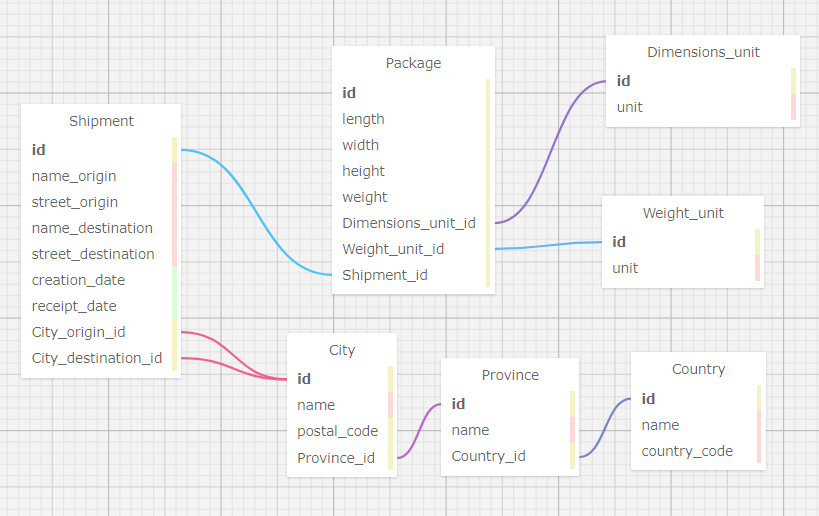 Shipment
id
name_origin
street_origin
name_destination
street_destination
creation_date
receipt_date
City_origin_id
City_destination_id
Package
id
length
width
height
weight
Dimensions_unit_id
Weight_unit_id
Shipment_id
Dimensions_unit
id
unit
Weight_unit
id
unit
City
id
name
postal_code
Province_id
Province
id
name
Country_id
Country
id
name
country_code